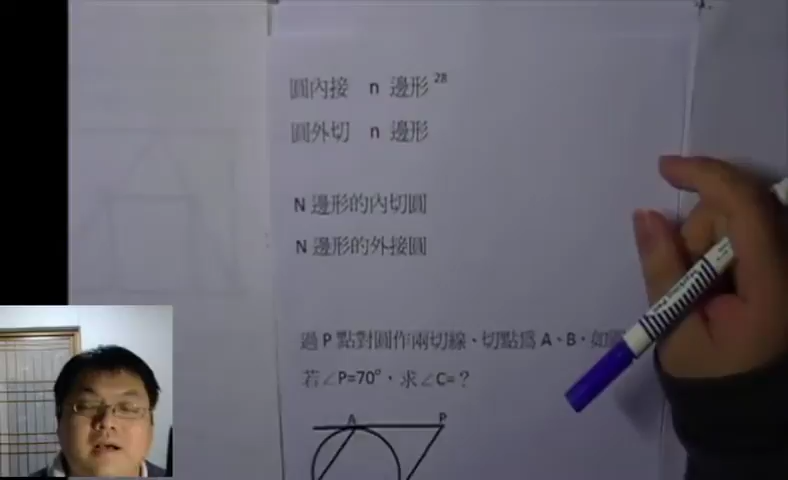 圓內接 n 邊形 28
圓外切 n 邊形
N 邊形的內切圓
N 邊形的外接圓
過 P 點對圓作兩切線、切點為 A、B，如
若∠P=70°，求∠C=？
A P